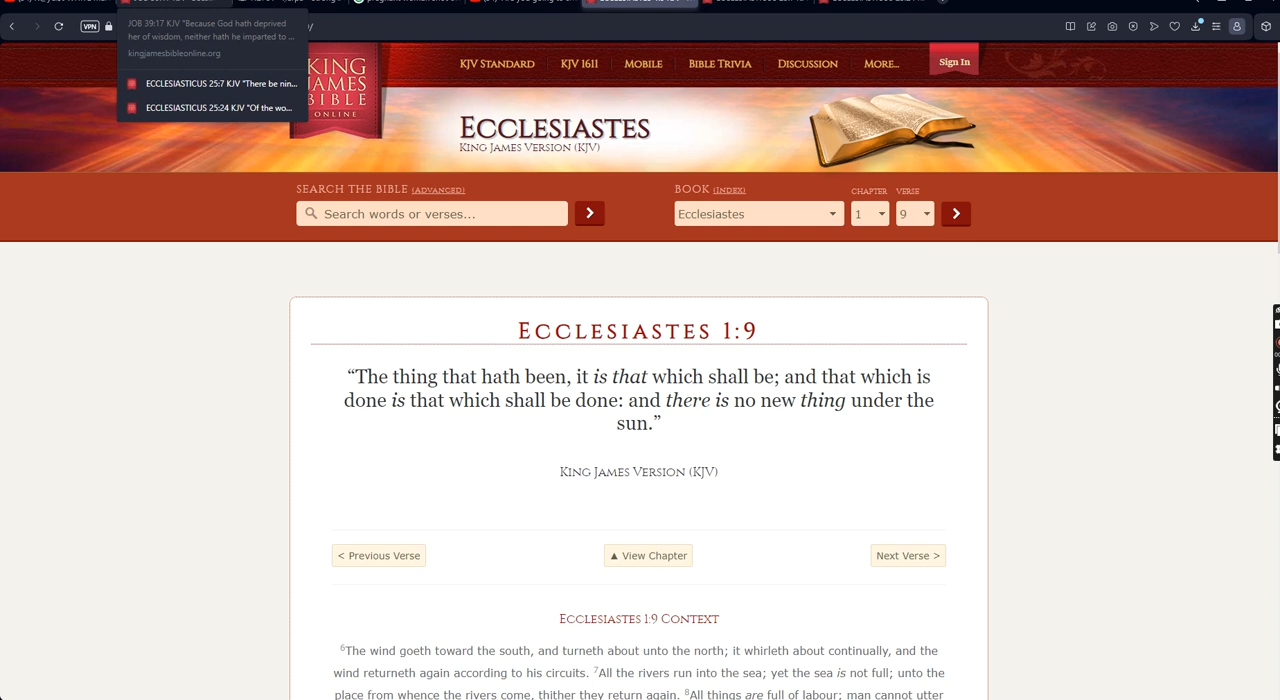 VPN
JOB 39:17 KJV "Because God hath deprived
her of wisdom, neither hath he imparted to ...
kingjamesbibleonline.org
ECCLESIASTICUS 25:7 KJV "There be nin...
ECCLESIASTICUS 25:24 KJV "Of the wo...
KING
JAMES
BIBLE
ONLINE
KJV Standard
KJV 1611
Mobile
Bible Trivia
Discussion
More...
Sign In
Ecclesiastes
King James Version (KJV)
Search the Bible (Advanced)
Book (Index)
Chapter
Verse
Search words or verses...
Ecclesiastes
1
9
Ecclesiastes 1:9
“The thing that hath been, it is that which shall be; and that which is
done is that which shall be done: and there is no new thing under the
sun.”
King James Version (KJV)
< Previous Verse
▲ View Chapter
Next Verse >
Ecclesiastes 1:9 Context
6The wind goeth toward the south, and turneth about unto the north; it whirleth about continually, and the
wind returneth again according to his circuits. 7All the rivers run into the sea; yet the sea is not full; unto the
place from whence the rivers come, thither they return again. 8All things are full of labour; man cannot utter